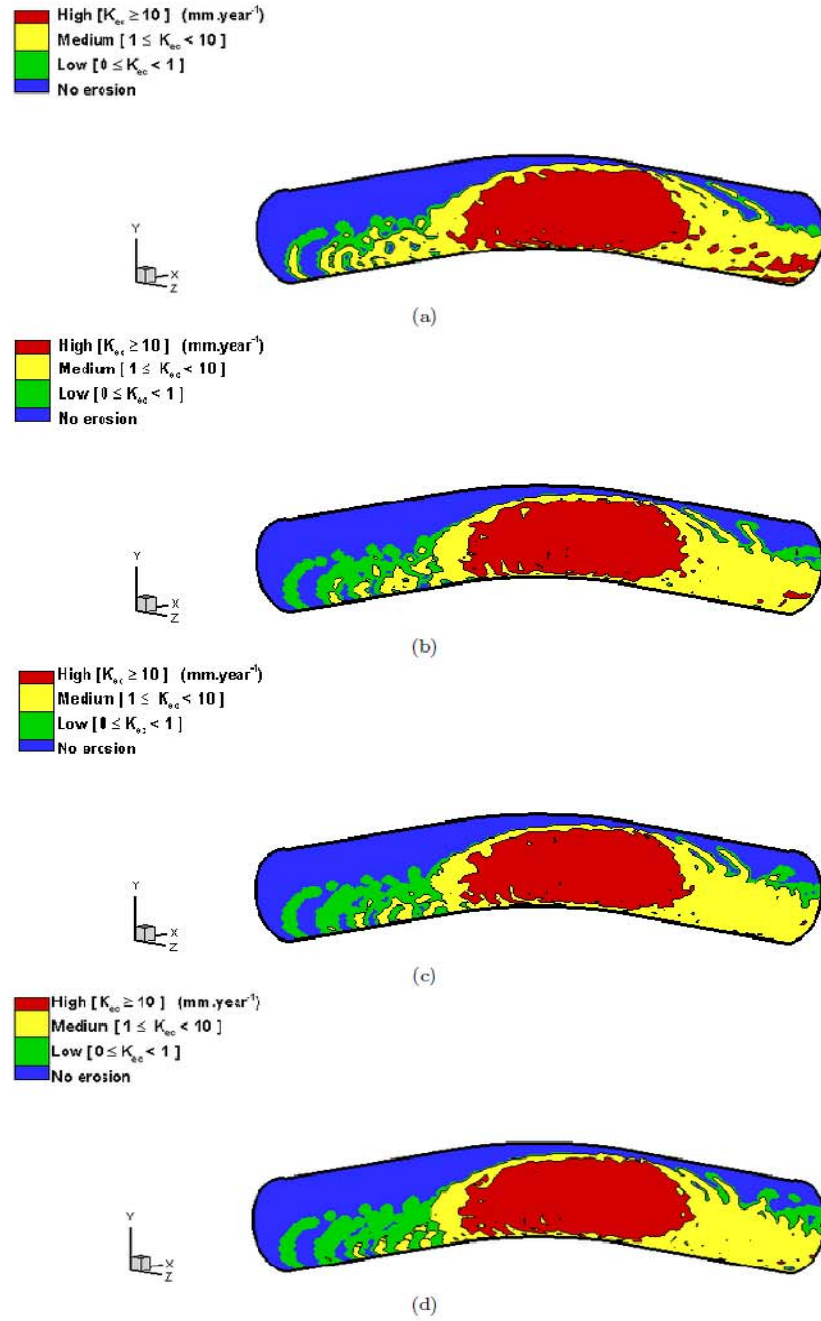 High [K_ec ≥ 10 ] (mm.year⁻¹)
Medium [ 1 ≤ K_ec < 10 ]
Low [0 ≤ K_ec < 1 ]
No erosion
Y
X
Z
(a)
High [K_ec ≥ 10 ] (mm.year⁻¹)
Medium [ 1 ≤ K_ec < 10 ]
Low [0 ≤ K_ec < 1 ]
No erosion
Y
X
Z
(b)
High [K_ec ≥ 10 ] (mm.year⁻¹)
Medium [ 1 ≤ K_ec < 10 ]
Low [0 ≤ K_ec < 1 ]
No erosion
Y
X
Z
(c)
High [K_ec ≥ 10 ] (mm.year⁻¹)
Medium [ 1 ≤ K_ec < 10 ]
Low [0 ≤ K_ec < 1 ]
No erosion
Y
X
Z
(d)